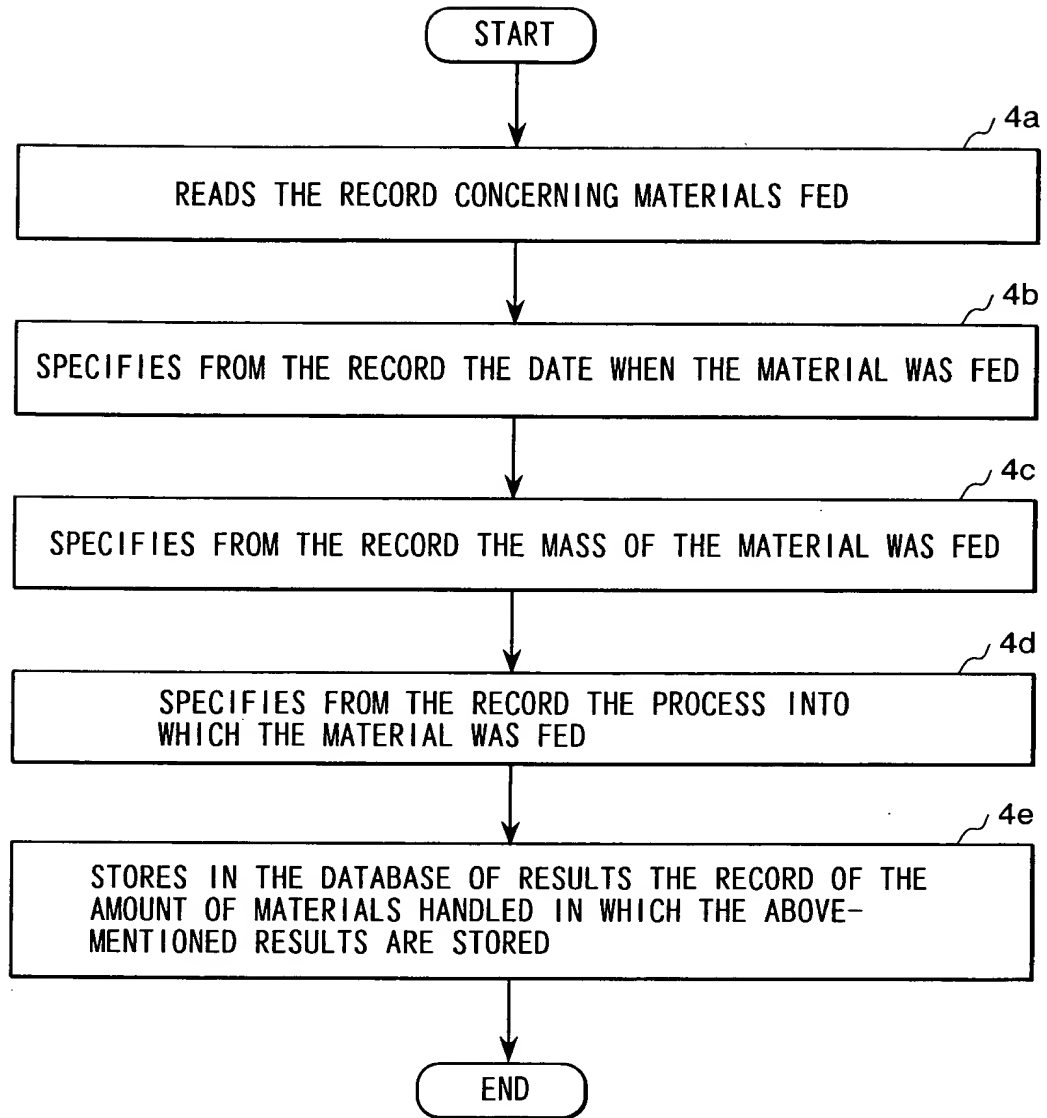 START
4a
READS THE RECORD CONCERNING MATERIALS FED
4b
SPECIFIES FROM THE RECORD THE DATE WHEN THE MATERIAL WAS FED
4c
SPECIFIES FROM THE RECORD THE MASS OF THE MATERIAL WAS FED
4d
SPECIFIES FROM THE RECORD THE PROCESS INTO
WHICH THE MATERIAL WAS FED
4e
STORES IN THE DATABASE OF RESULTS THE RECORD OF THE
AMOUNT OF MATERIALS HANDLED IN WHICH THE ABOVE-
MENTIONED RESULTS ARE STORED
END